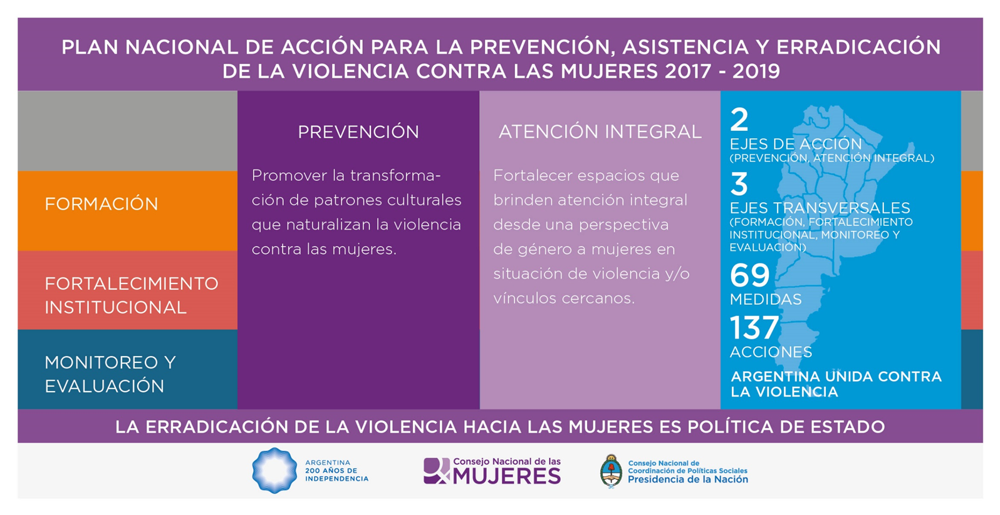 PLAN NACIONAL DE ACCIÓN PARA LA PREVENCIÓN, ASISTENCIA Y ERRADICACIÓN
DE LA VIOLENCIA CONTRA LAS MUJERES 2017 - 2019
FORMACIÓN
FORTALECIMIENTO
INSTITUCIONAL
MONITOREO Y
EVALUACIÓN
PREVENCIÓN
Promover la transforma-
ción de patrones culturales
que naturalizan la violencia
contra las mujeres.
ATENCIÓN INTEGRAL
Fortalecer espacios que
brinden atención integral
desde una perspectiva
de género a mujeres en
situación de violencia y/o
vínculos cercanos.
2
EJES DE ACCIÓN
(PREVENCIÓN, ATENCIÓN INTEGRAL)
3
EJES TRANSVERSALES
(FORMACIÓN, FORTALECIMIENTO
INSTITUCIONAL, MONITOREO Y
EVALUACIÓN)
69
MEDIDAS
137
ACCIONES
ARGENTINA UNIDA CONTRA
LA VIOLENCIA
LA ERRADICACIÓN DE LA VIOLENCIA HACIA LAS MUJERES ES POLÍTICA DE ESTADO
ARGENTINA
200 AÑOS DE
INDEPENDENCIA
Consejo Nacional de las
MUJERES
Consejo Nacional de
Coordinación de Políticas Sociales
Presidencia de la Nación